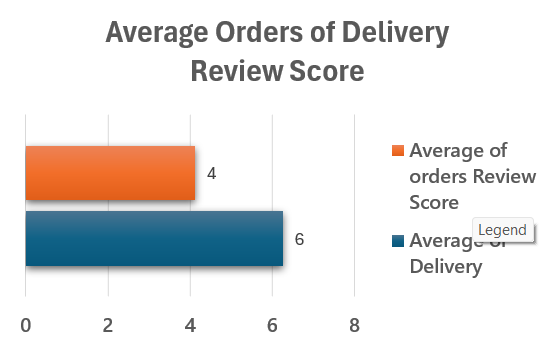 Average Orders of Delivery
Review Score
4
6
0 2 4 6 8
Average of
orders Review
Score
Average
Delivery
Legend